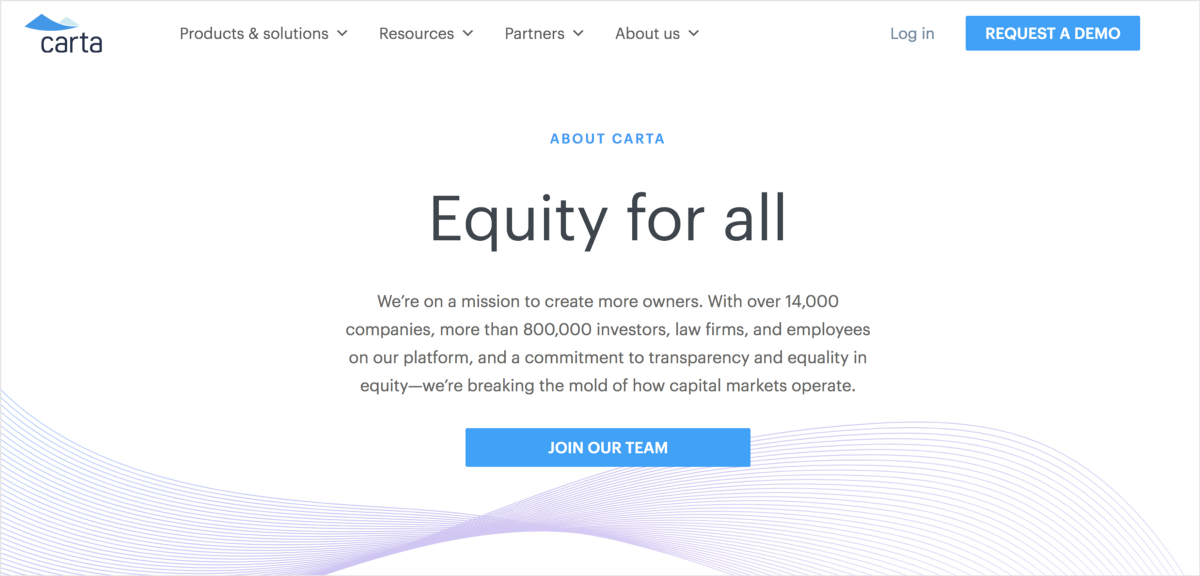 carta
Products & solutions
Resources
Partners
About us
Log in
REQUEST A DEMO
ABOUT CARTA
Equity for all
We’re on a mission to create more owners. With over 14,000
companies, more than 800,000 investors, law firms, and employees
on our platform, and a commitment to transparency and equality in
equity—we’re breaking the mold of how capital markets operate.
JOIN OUR TEAM